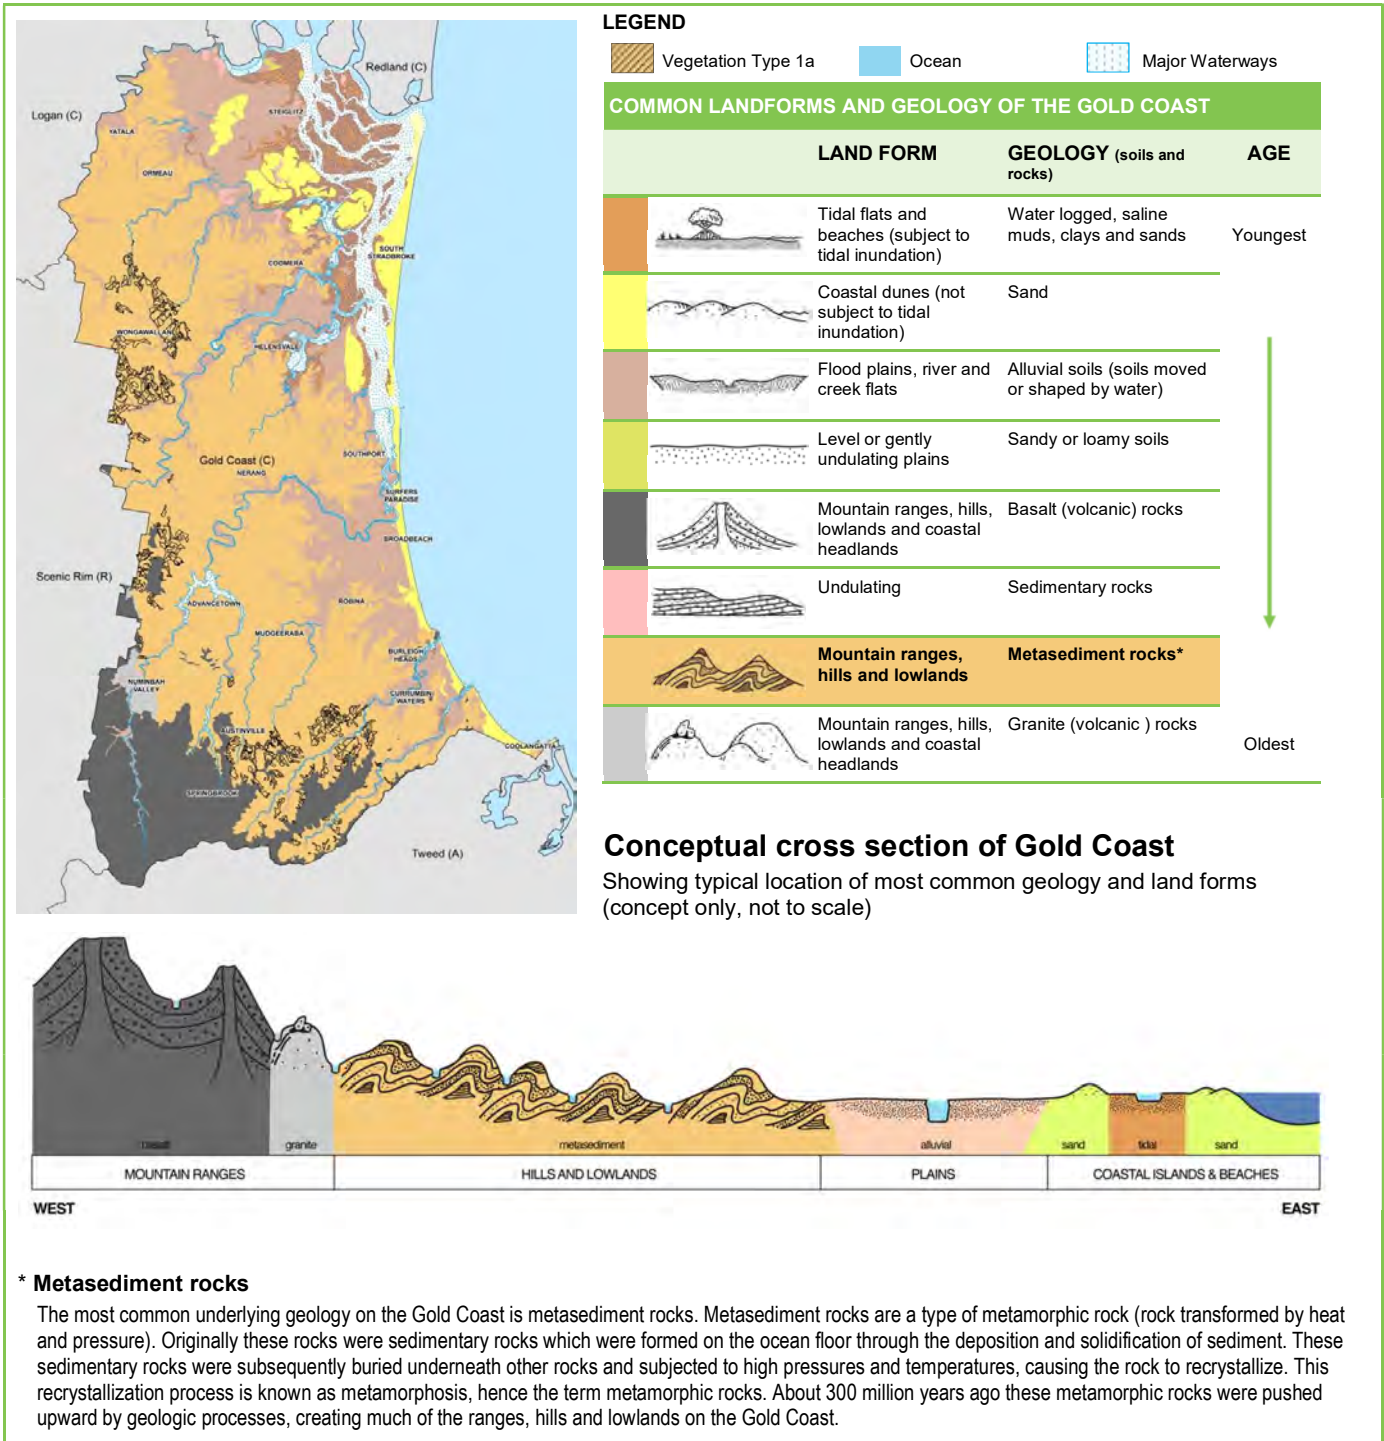 LEGEND
Vegetation Type 1a
Ocean
Major Waterways
COMMON LANDFORMS AND GEOLOGY OF THE GOLD COAST
LAND FORM
GEOLOGY (soils and
rocks)
AGE
Tidal flats and
beaches (subject to
tidal inundation)
Water logged, saline
muds, clays and sands
Youngest
Coastal dunes (not
subject to tidal
inundation)
Sand
Flood plains, river and
creek flats
Alluvial soils (soils moved
or shaped by water)
Level or gently
undulating plains
Sandy or loamy soils
Mountain ranges, hills,
lowlands and coastal
headlands
Basalt (volcanic) rocks
Undulating
Sedimentary rocks
Mountain ranges,
hills and lowlands
Metasediment rocks*
Mountain ranges, hills,
lowlands and coastal
headlands
Granite (volcanic ) rocks
Oldest
Redland (C)
Logan (C)
STEIGLITZ
YATALA
ORMEAU
SOUTH
STRADBROKE
COOMERA
WONGAWALLAN
HELENSVALE
SOUTHPORT
Gold Coast (C)
NERANG
SURFERS
PARADISE
BROADBEACH
Scenic Rim (R)
ADVANCETOWN
ROBINA
MUDGEERABA
BURLEIGH
HEADS
NUMINBAH
VALLEY
CURRUMBIN
WATERS
AUSTINVILLE
COOLANGATTA
SPRINGBROOK
Tweed (A)
Conceptual cross section of Gold Coast
Showing typical location of most common geology and land forms
(concept only, not to scale)
basalt
granite
metasediment
alluvial
sand
tidal
sand
MOUNTAIN RANGES
HILLS AND LOWLANDS
PLAINS
COASTAL ISLANDS & BEACHES
WEST
EAST
* Metasediment rocks
The most common underlying geology on the Gold Coast is metasediment rocks. Metasediment rocks are a type of metamorphic rock (rock transformed by heat
and pressure). Originally these rocks were sedimentary rocks which were formed on the ocean floor through the deposition and solidification of sediment. These
sedimentary rocks were subsequently buried underneath other rocks and subjected to high pressures and temperatures, causing the rock to recrystallize. This
recrystallization process is known as metamorphosis, hence the term metamorphic rocks. About 300 million years ago these metamorphic rocks were pushed
upward by geologic processes, creating much of the ranges, hills and lowlands on the Gold Coast.